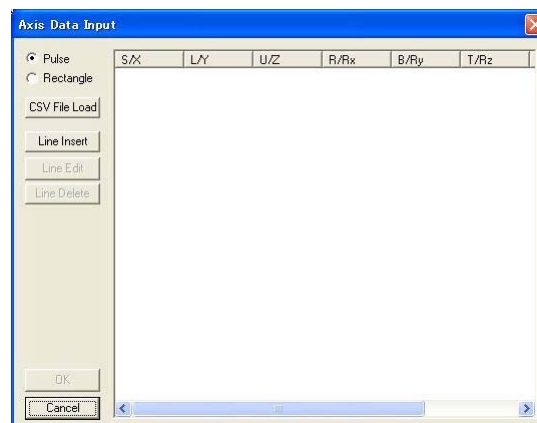 Axis Data Input
Pulse
Rectangle
S/X L/Y U/Z R/Rx B/Ry T/Rz
CSV File Load
Line Insert
Line Edit
Line Delete
OK
Cancel